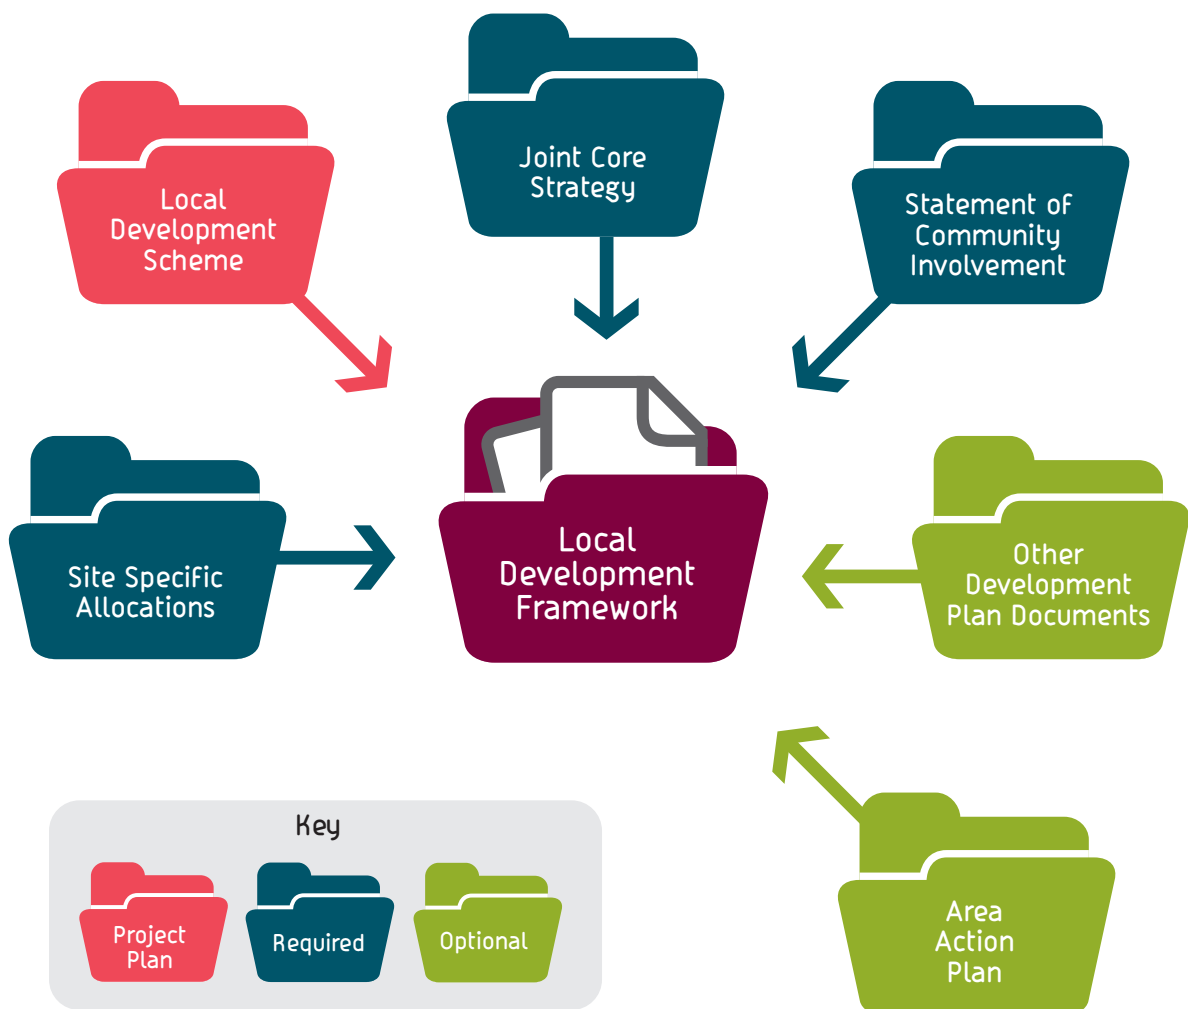 Joint Core
Strategy
Local
Development
Scheme
Statement of
Community
Involvement
Local
Development
Framework
Site Specific
Allocations
Other
Development
Plan Documents
Key
Project
Plan
Required
Optional
Area
Action
Plan